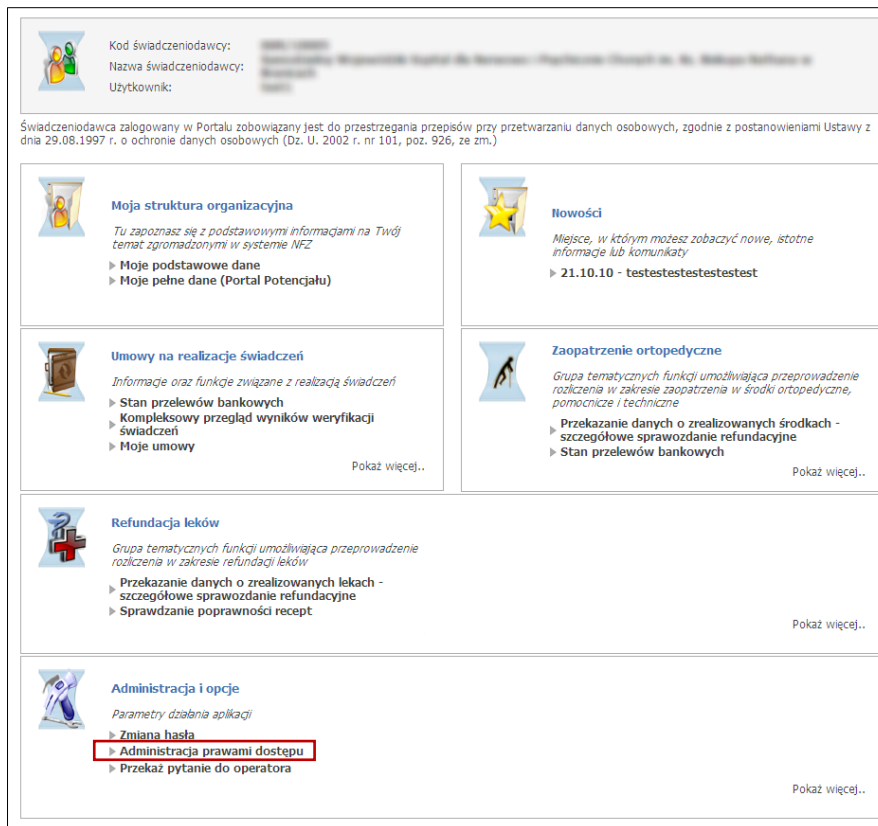 Kod świadczeniodawcy:
Nazwa świadczeniodawcy:
Użytkownik:
Świadczeniodawca zalogowany w Portalu zobowiązany jest do przestrzegania przepisów przy przetwarzaniu danych osobowych, zgodnie z postanowieniami Ustawy z
dnia 29.08.1997 r. o ochronie danych osobowych (Dz. U. 2002 r. nr 101, poz. 926, ze zm.)
Moja struktura organizacyjna
Tu zapoznasz się z podstawowymi informacjami na Twój
temat zgromadzonymi w systemie NFZ
Moje podstawowe dane
Moje pełne dane (Portal Potencjału)
Nowości
Miejsce, w którym możesz zobaczyć nowe, istotne
informacje lub komunikaty
21.10.10 - testestestestestestest
Umowy na realizacje świadczeń
Informacje oraz funkcje związane z realizacją świadczeń
Stan przelewów bankowych
Kompleksowy przegląd wyników weryfikacji
świadczeń
Moje umowy
Pokaż więcej..
Zaopatrzenie ortopedyczne
Grupa tematycznych funkcji umożliwiająca przeprowadzenie
rozliczenia w zakresie zaopatrzenia w środki ortopedyczne,
pomocnicze i techniczne
Przekazanie danych o zrealizowanych środkach -
szczegółowe sprawozdanie refundacyjne
Stan przelewów bankowych
Pokaż więcej..
Refundacja leków
Grupa tematycznych funkcji umożliwiająca przeprowadzenie
rozliczenia w zakresie refundacji leków
Przekazanie danych o zrealizowanych lekach -
szczegółowe sprawozdanie refundacyjne
Sprawdzanie poprawności recept
Pokaż więcej..
Administracja i opcje
Parametry działania aplikacji
Zmiana hasła
Administracja prawami dostępu
Przekaż pytanie do operatora
Pokaż więcej..